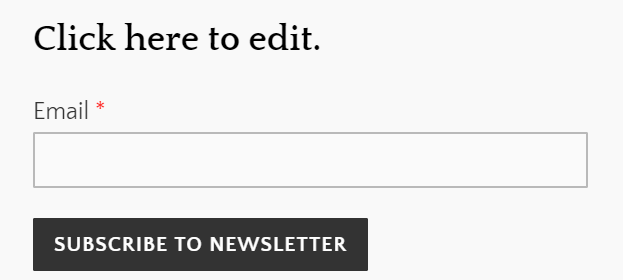 Click here to edit.
Email *
SUBSCRIBE TO NEWSLETTER